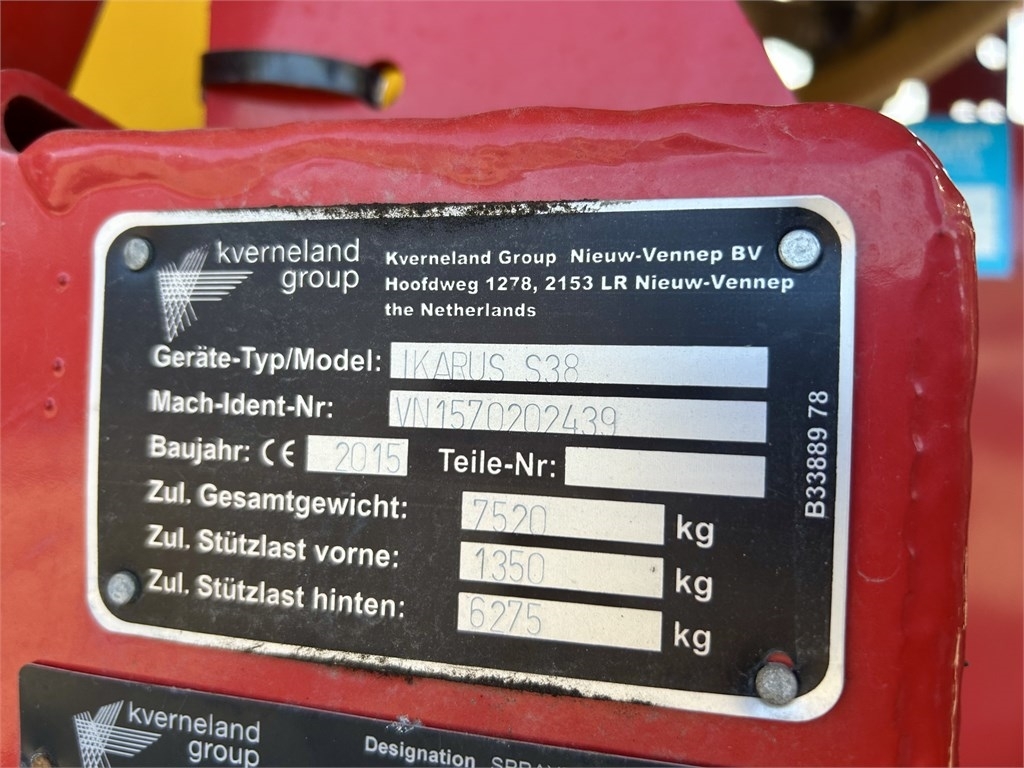 kverneland
group
Kverneland Group Nieuw-Vennep BV
Hoofdweg 1278, 2153 LR Nieuw-Vennep
the Netherlands
Geräte-Typ/Model: IKARUS S38
Mach-Ident-Nr: VN1570202439
Baujahr: CE 2015 Teile-Nr:
Zul. Gesamtgewicht: 7520 kg
Zul. Stützlast vorne: 1350 kg
Zul. Stützlast hinten: 6275 kg
B33889 78
kverneland
group
Designation